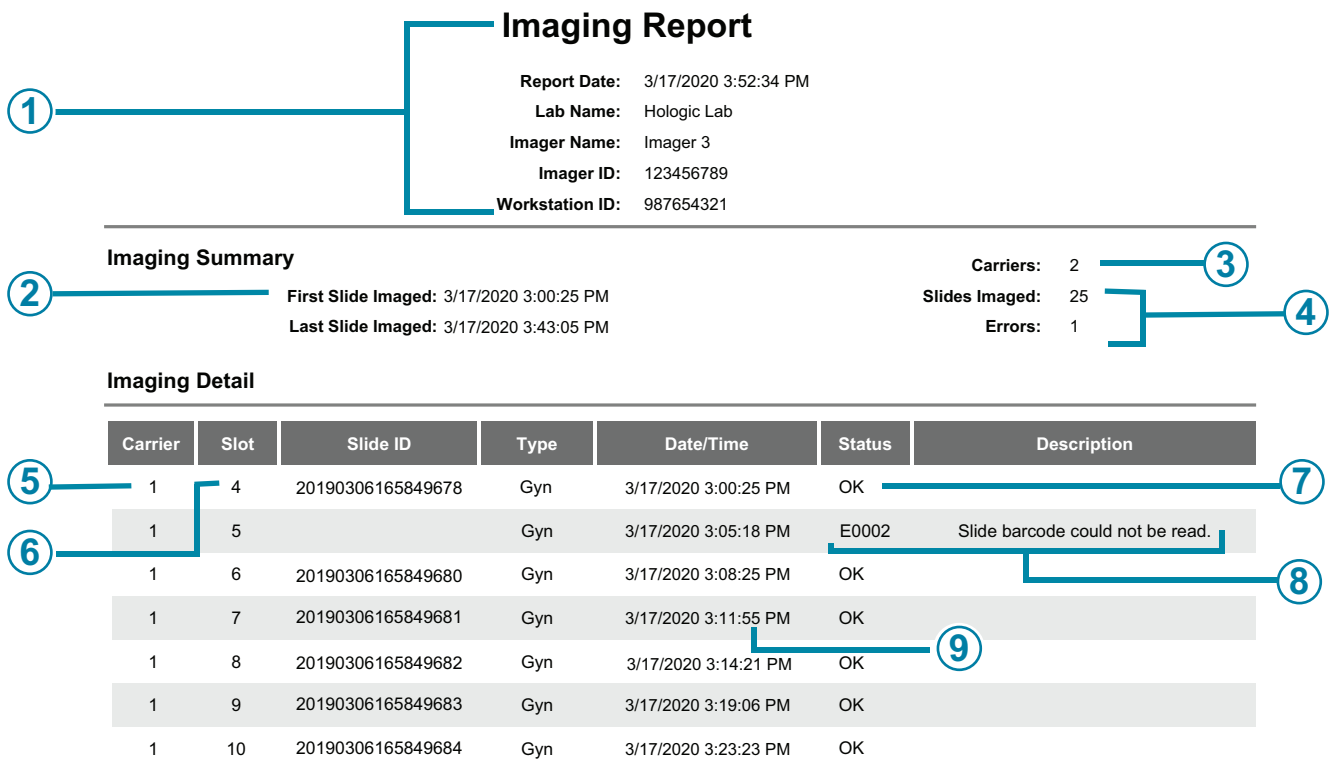 Imaging Report
1
Report Date: 3/17/2020 3:52:34 PM
Lab Name: Hologic Lab
Imager Name: Imager 3
Imager ID: 123456789
Workstation ID: 987654321
Imaging Summary
Carriers: 2
3
2
First Slide Imaged: 3/17/2020 3:00:25 PM
Slides Imaged: 25
4
Last Slide Imaged: 3/17/2020 3:43:05 PM
Errors: 1
Imaging Detail
Carrier Slot Slide ID Type Date/Time Status Description
5
1 4 20190306165849678 Gyn 3/17/2020 3:00:25 PM OK
7
1 5 Gyn 3/17/2020 3:05:18 PM E0002 Slide barcode could not be read.
6
8
1 6 20190306165849680 Gyn 3/17/2020 3:08:25 PM OK
1 7 20190306165849681 Gyn 3/17/2020 3:11:55 PM OK
9
1 8 20190306165849682 Gyn 3/17/2020 3:14:21 PM OK
1 9 20190306165849683 Gyn 3/17/2020 3:19:06 PM OK
1 10 20190306165849684 Gyn 3/17/2020 3:23:23 PM OK